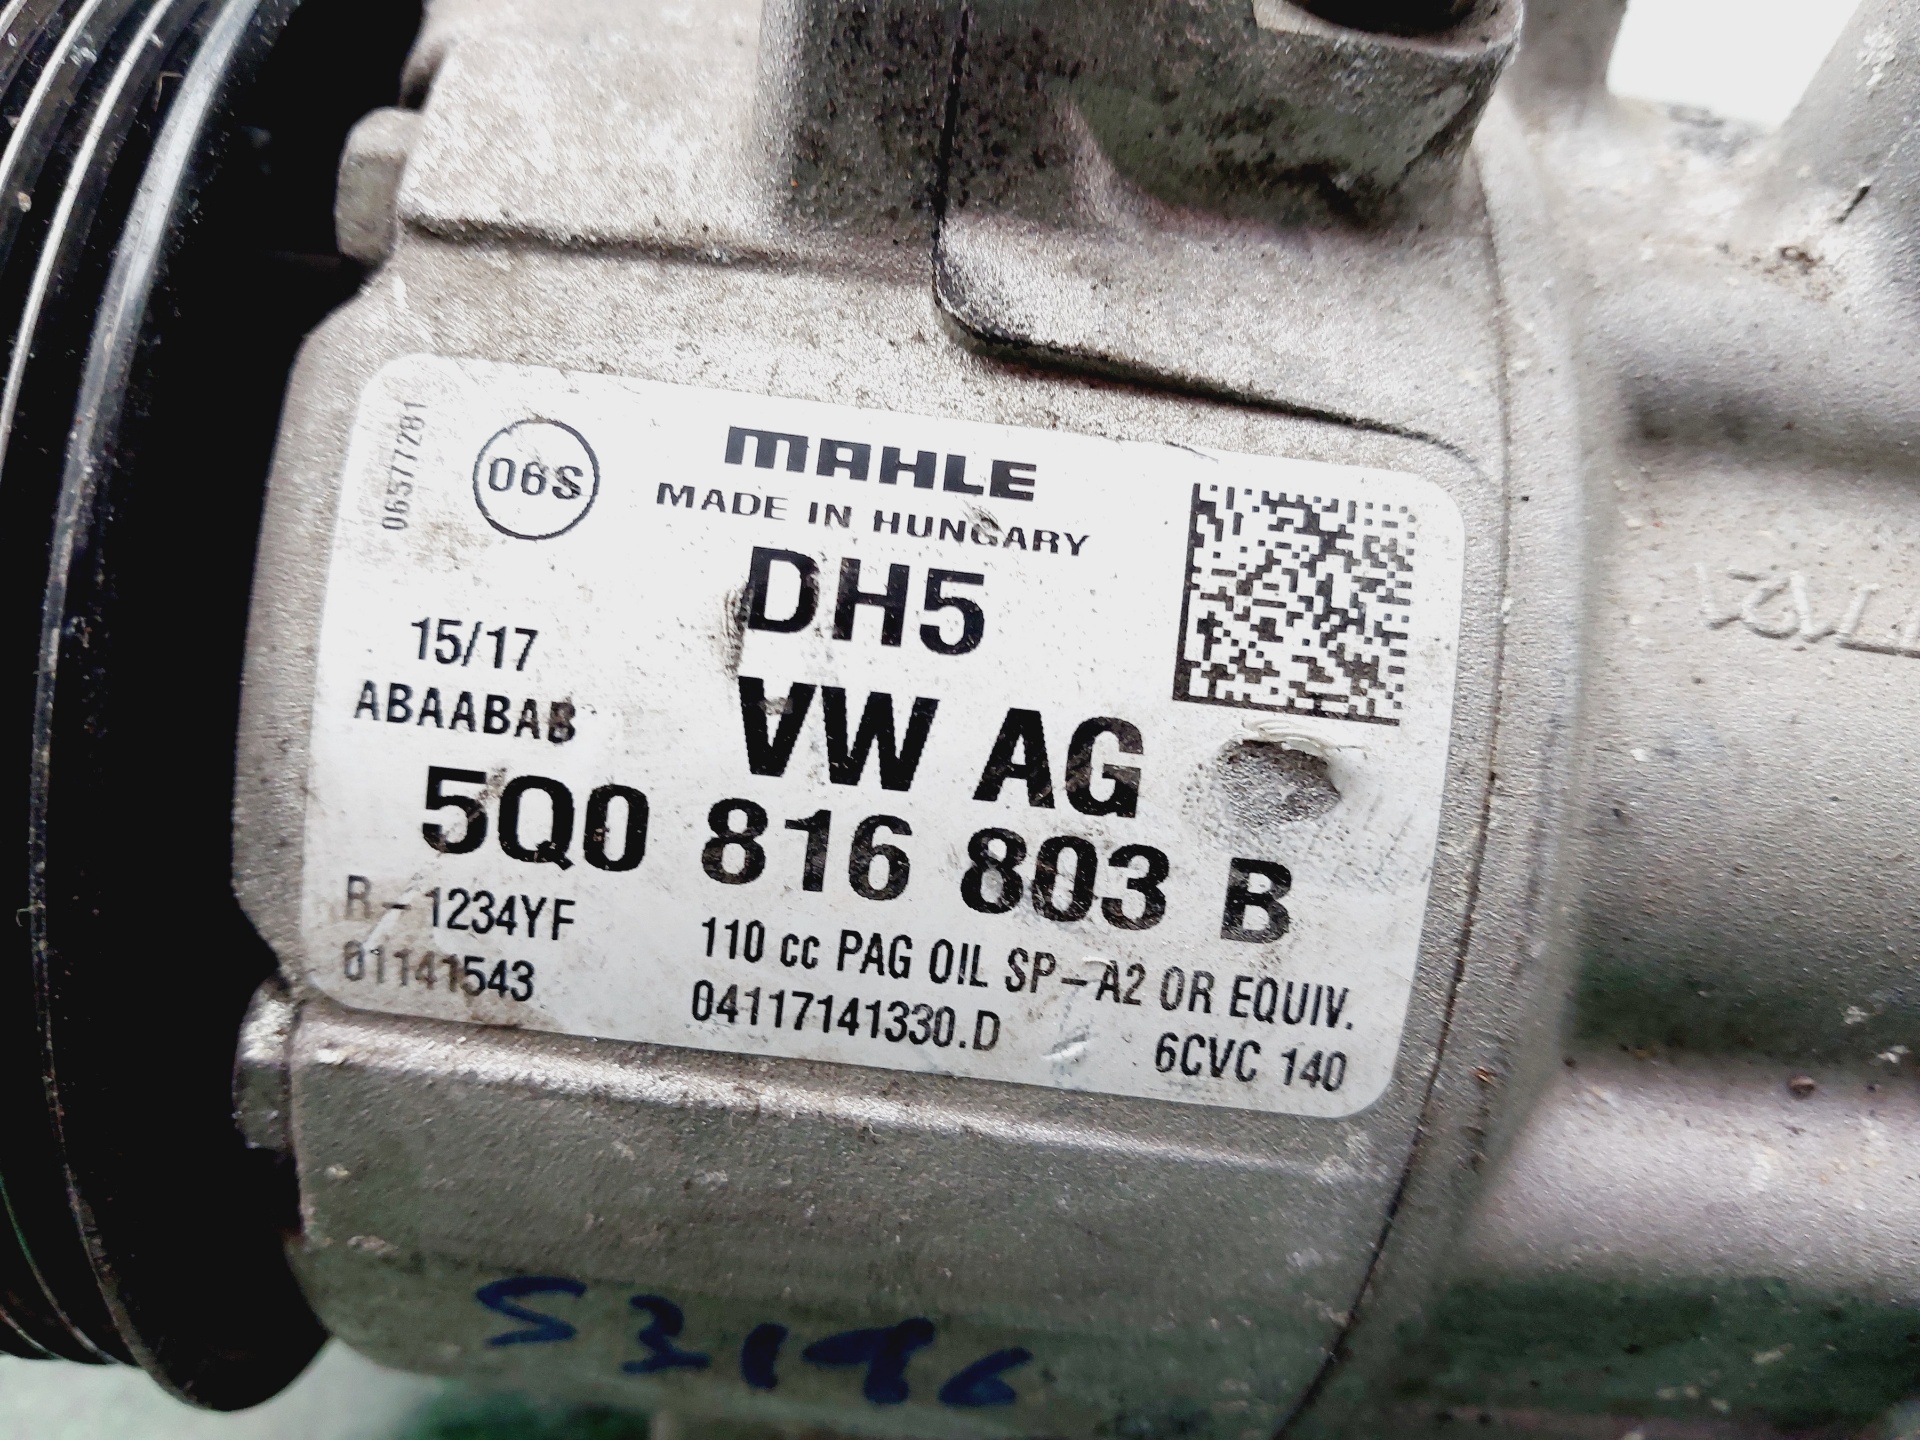 0657772B1
06S
MAHLE
MADE IN HUNGARY
DH5
15/17
VW AG
ABAABAB
5Q0 816 803 B
R-1234YF
110 cc PAG OIL SP-A2 OR EQUIV.
01141543
04117141330.D
6CVC 140